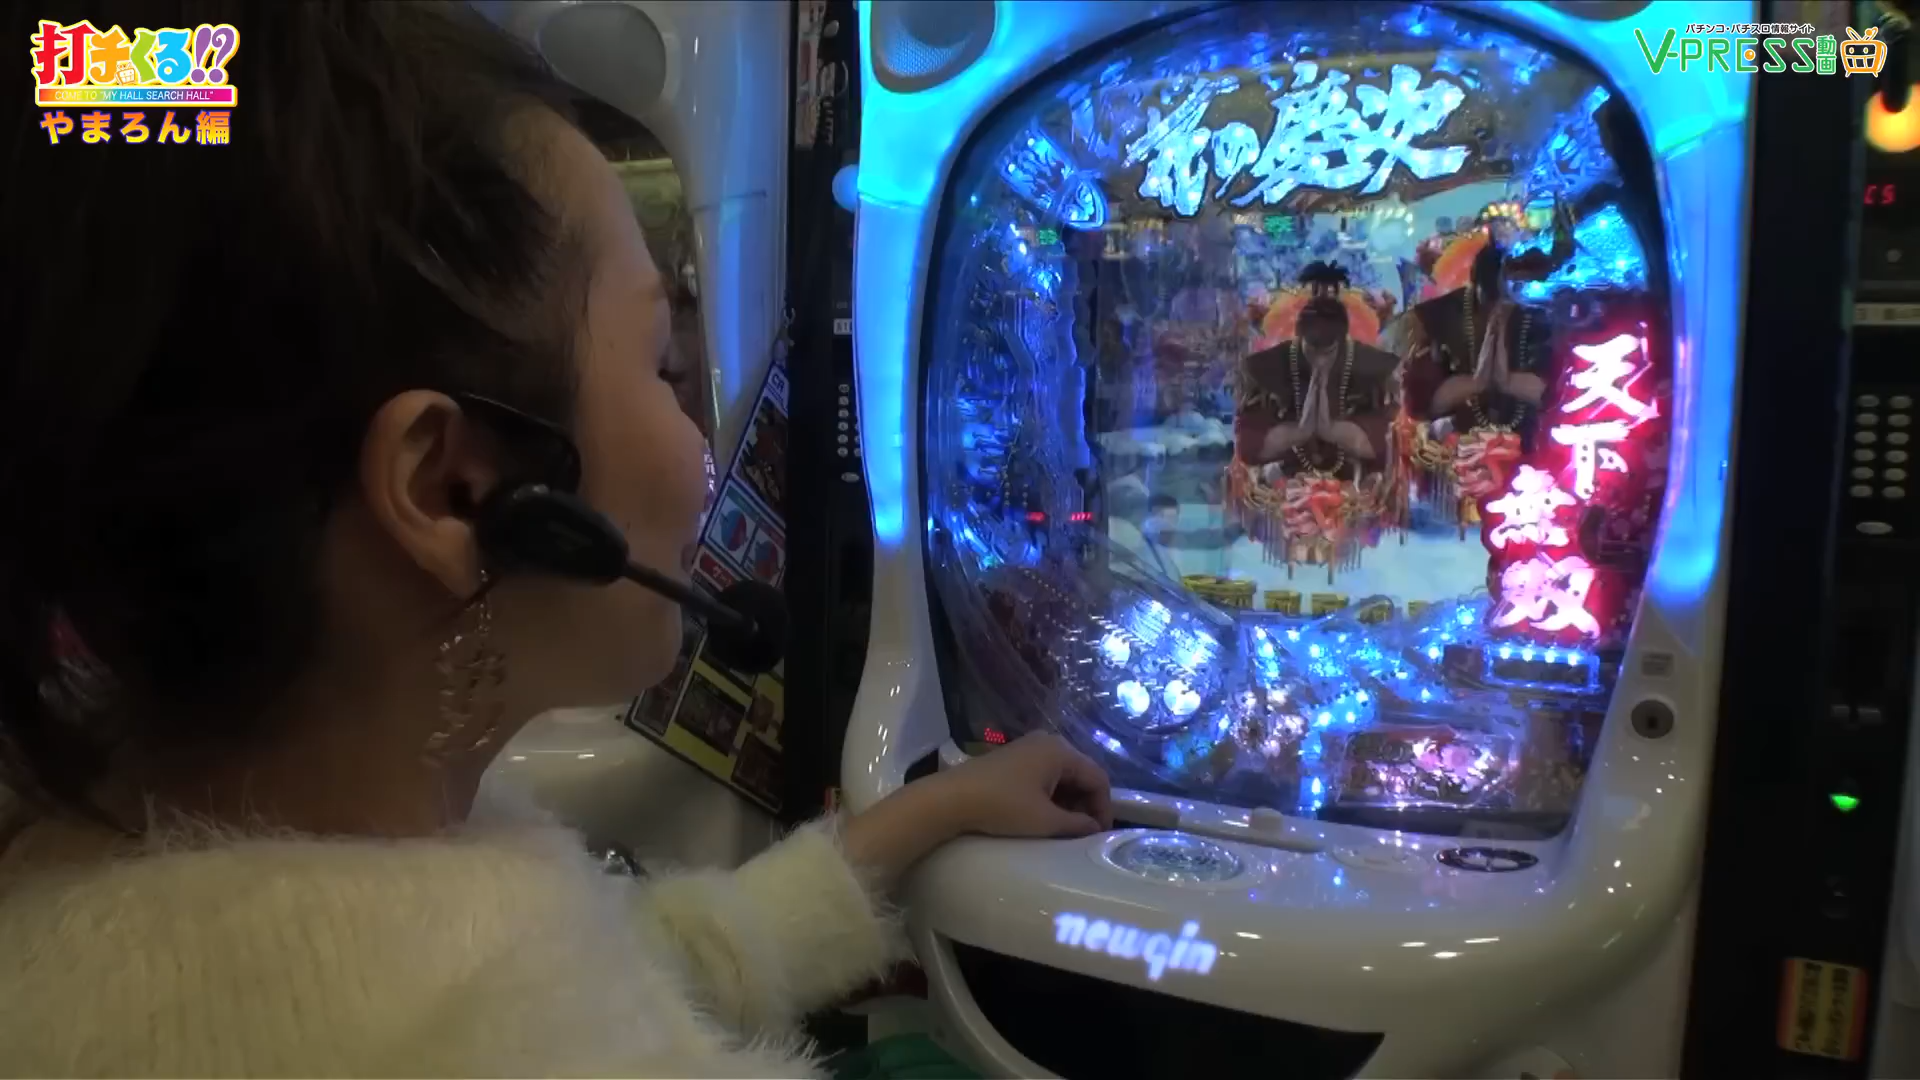 打チくる!?
COME TO "MY HALL SEARCH HALL"
やまろん編
パチンコ・パチスロ情報サイト
V-PRESS動画
花の慶次
天下無双
newgin